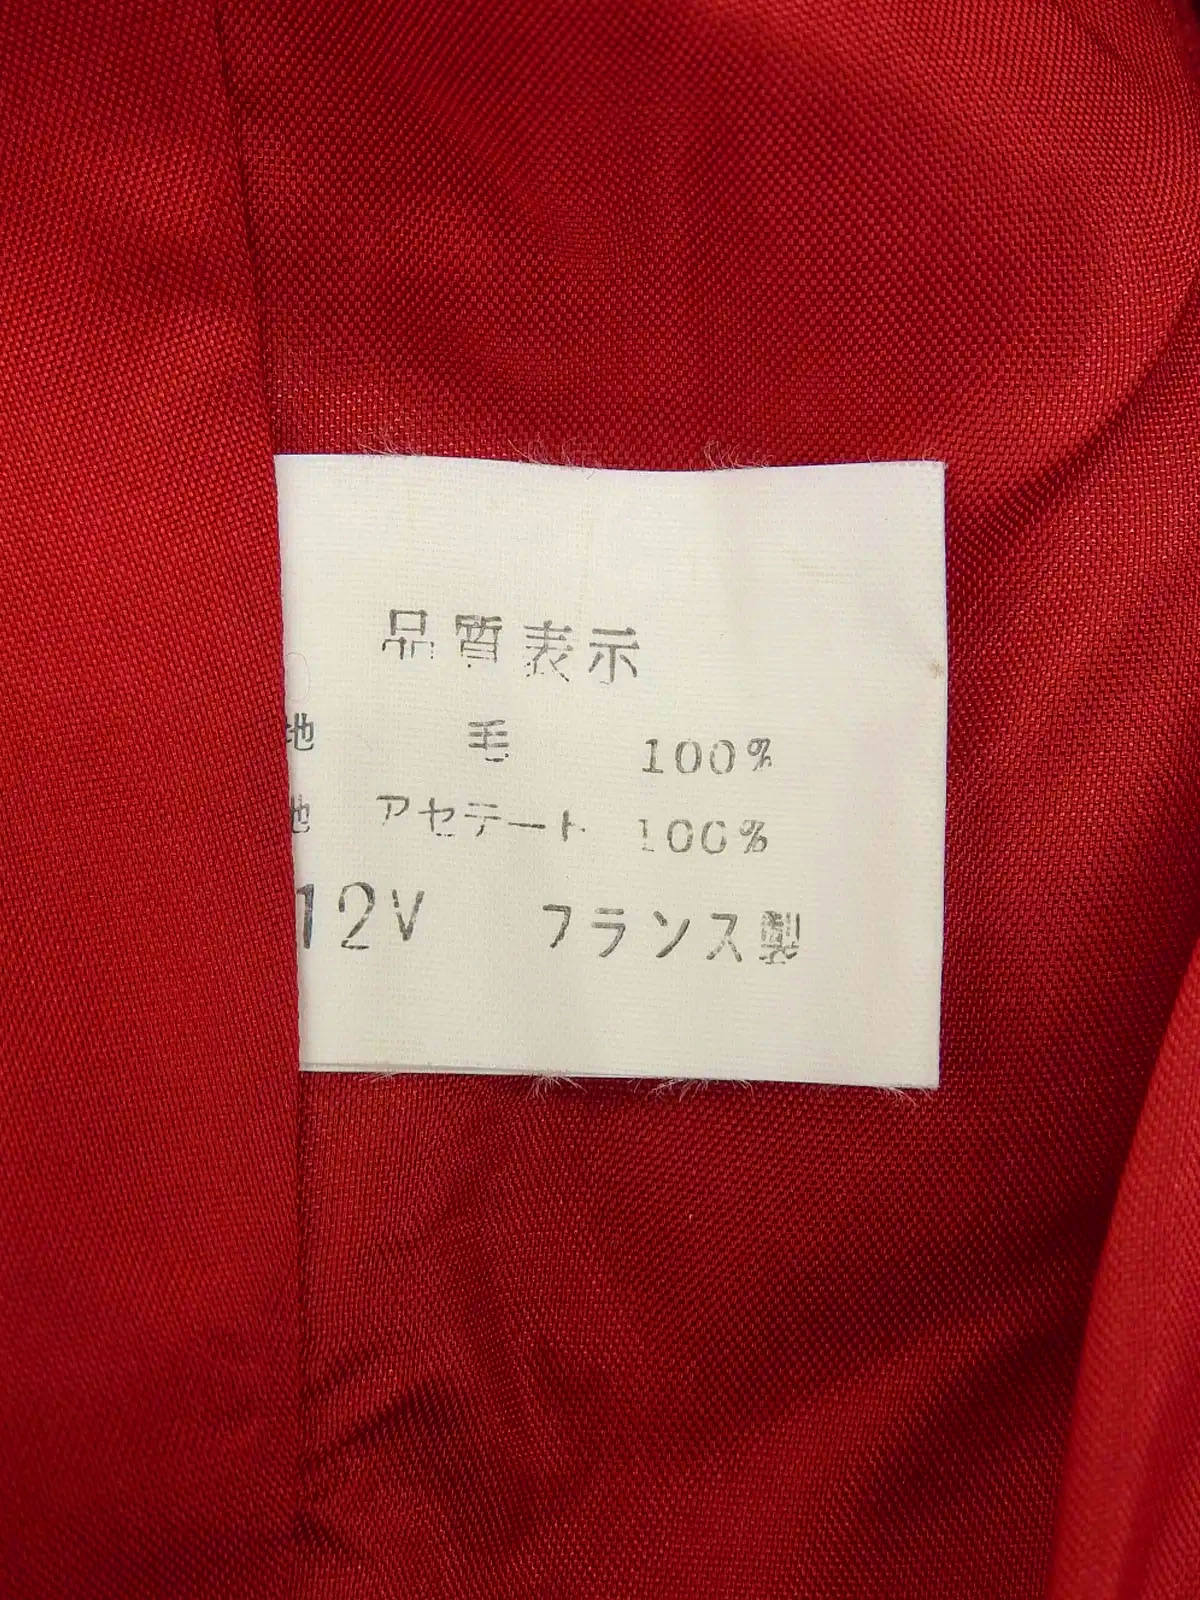 品質表示
地 毛 100%
地 アセテート 100%
12V フランス製